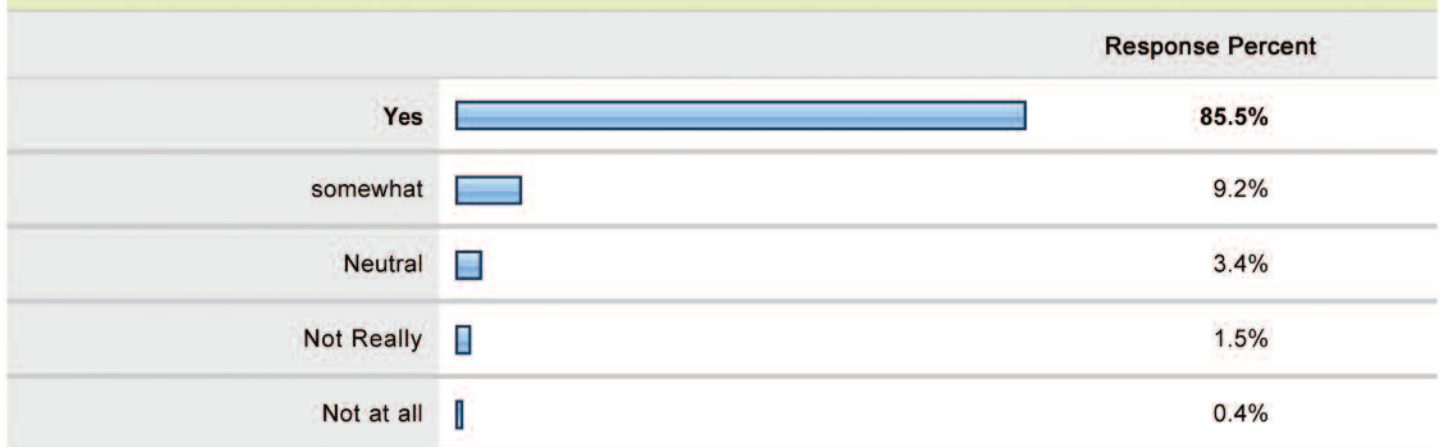 Response Percent
Yes 85.5%
somewhat 9.2%
Neutral 3.4%
Not Really 1.5%
Not at all 0.4%